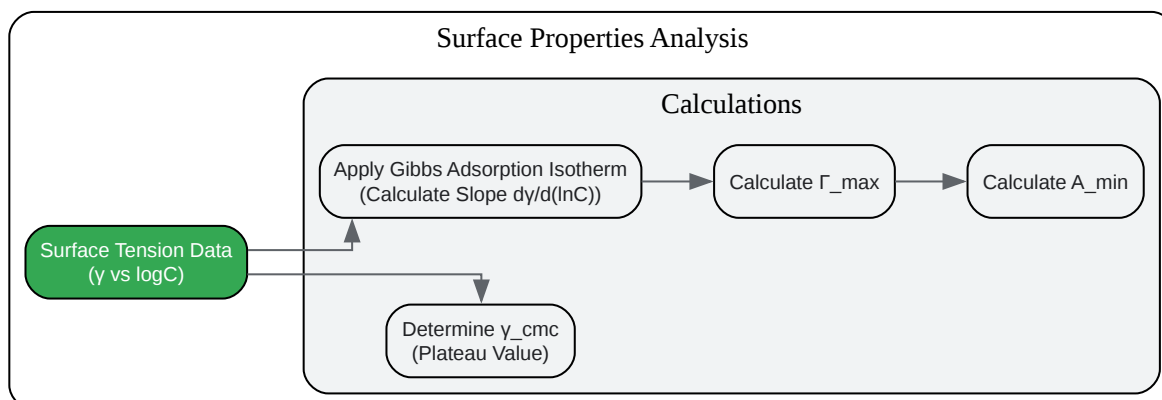 Surface Properties Analysis
Calculations
Apply Gibbs Adsorption Isotherm
(Calculate Slope dγ/d(lnC))
Calculate Γ_max
Calculate A_min
Surface Tension Data
(γ vs logC)
Determine γ_cmc
(Plateau Value)